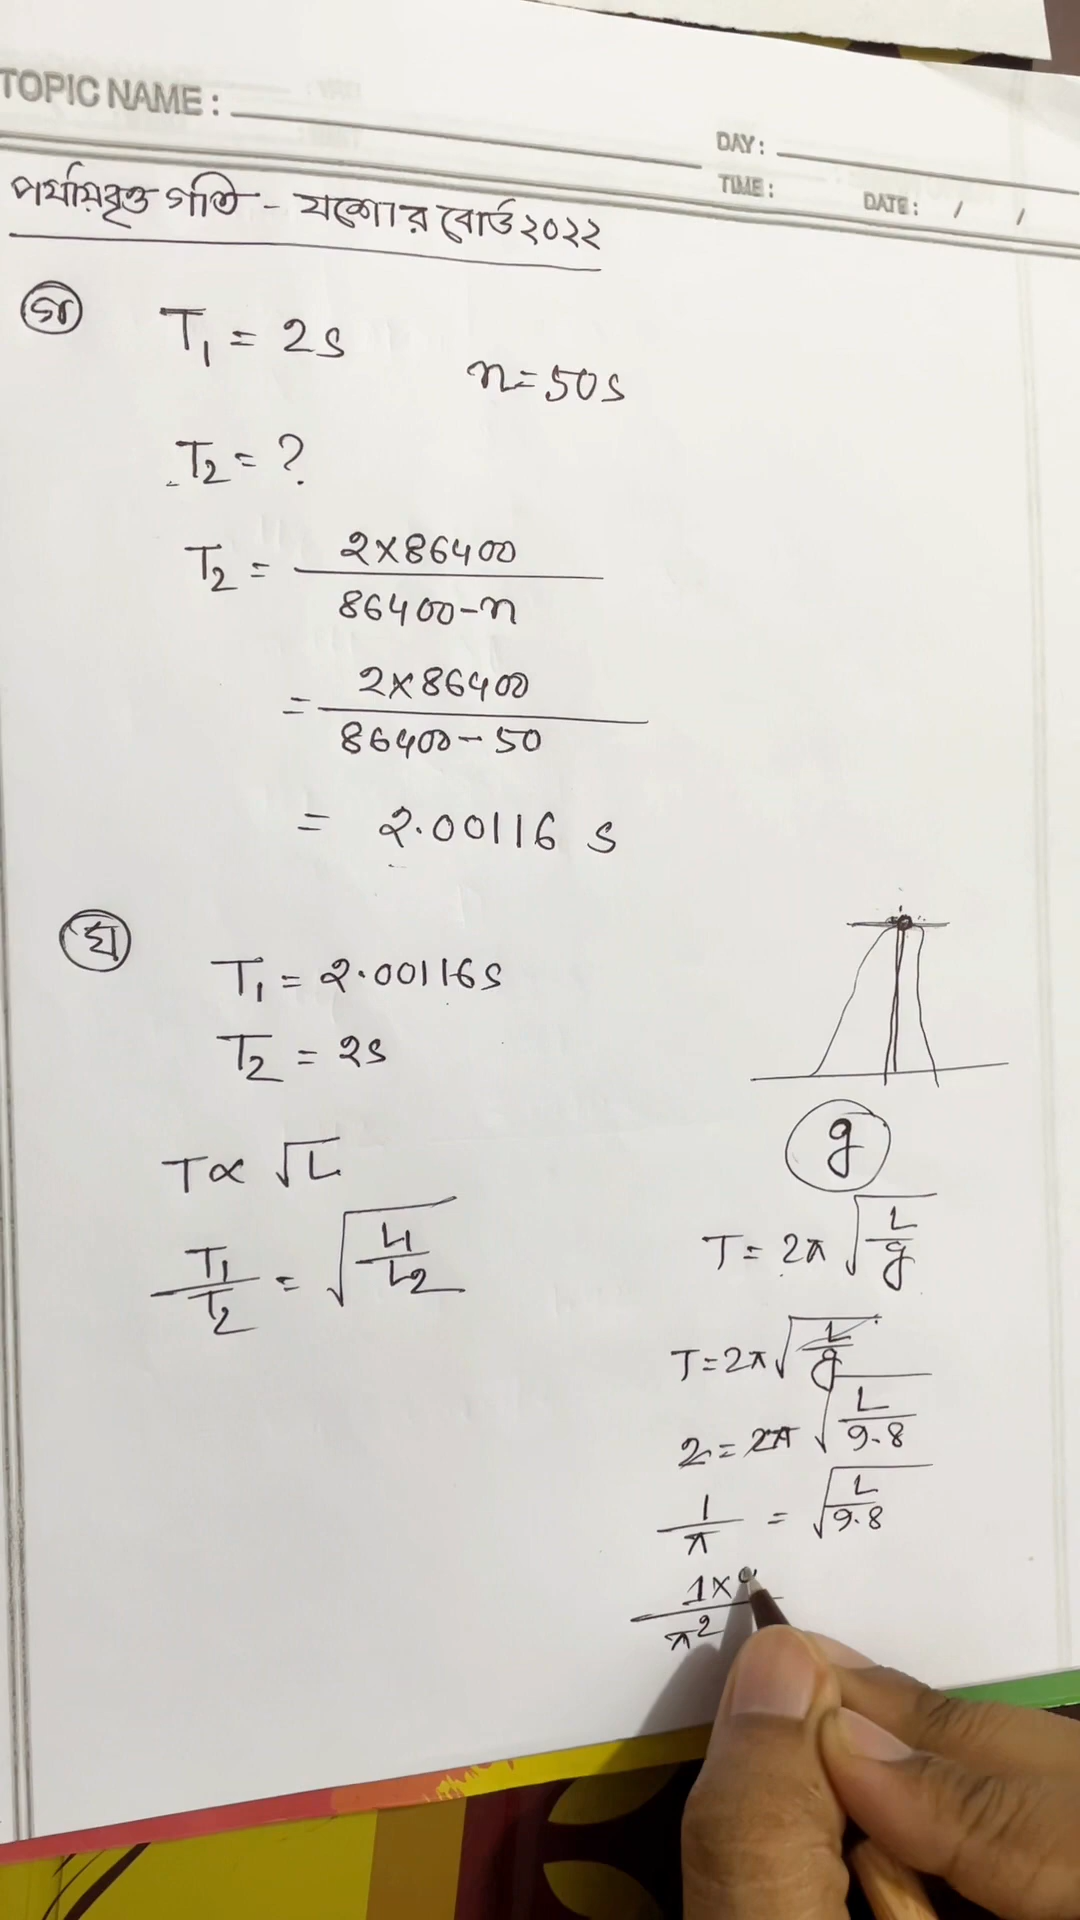 TOPIC NAME :
DAY :
TIME :
DATE : / /
পর্যায়বৃত্ত গতি - যশোর বোর্ড ২০২২
গ
T₁ = 2s
n = 50s
T₂ = ?
T₂ = 2×86400 / 86400-n
= 2×86400 / 86400-50
= 2.00116 s
ঘ
T₁ = 2.00116s
T₂ = 2s
T ∝ √L
T₁/T₂ = √(L₁/L₂)
g
T = 2π √(L/g)
T = 2π √(L/g)
2 = 2π √(L/9.8)
1/π = √(L/9.8)
1× / π²